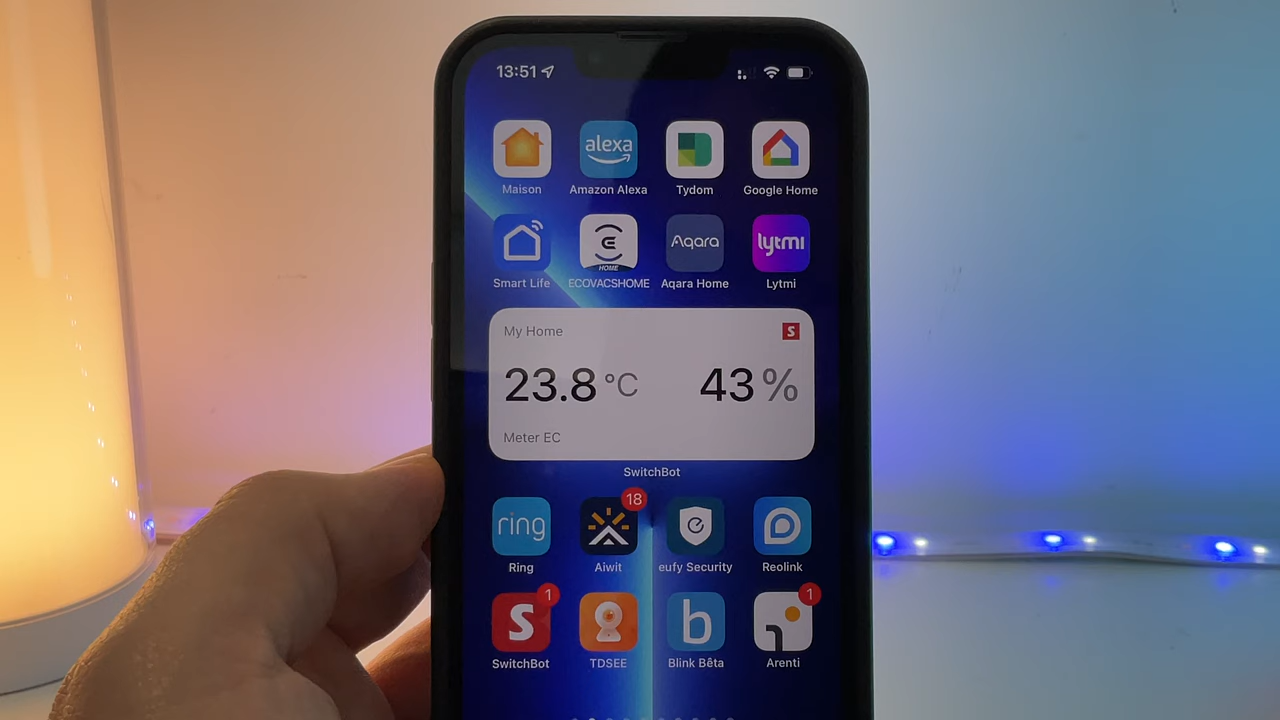 13:51
alexa
Maison
Amazon Alexa
Tydom
Google Home
HOME
Aqara
lytmi
Smart Life
ECOVACSHOME
Aqara Home
Lytmi
My Home
S
23.8 °C
43 %
Meter EC
SwitchBot
18
ring
Ring
Aiwit
eufy Security
Reolink
1
1
S
b
SwitchBot
TDSEE
Blink Bêta
Arenti